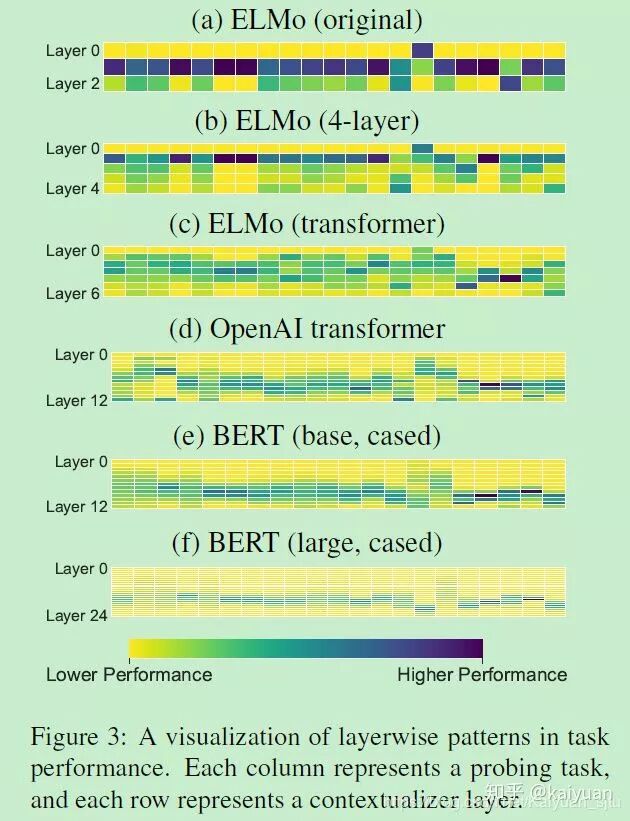 (a) ELMo (original)
Layer 0
Layer 2
(b) ELMo (4-layer)
Layer 0
Layer 4
(c) ELMo (transformer)
Layer 0
Layer 6
(d) OpenAI transformer
Layer 0
Layer 12
(e) BERT (base, cased)
Layer 0
Layer 12
(f) BERT (large, cased)
Layer 0
Layer 24
Lower Performance Higher Performance
Figure 3: A visualization of layerwise patterns in task
performance. Each column represents a probing task,
and each row represents a contextualizer layer.
知乎 @kaiyuan